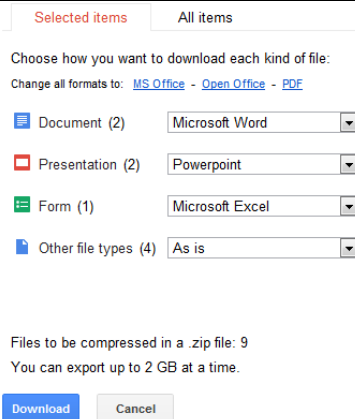 Selected items All items
Choose how you want to download each kind of file:
Change all formats to: MS Office - Open Office - PDF
Document (2) Microsoft Word
Presentation (2) Powerpoint
Form (1) Microsoft Excel
Other file types (4) As is
Files to be compressed in a .zip file: 9
You can export up to 2 GB at a time.
Download Cancel